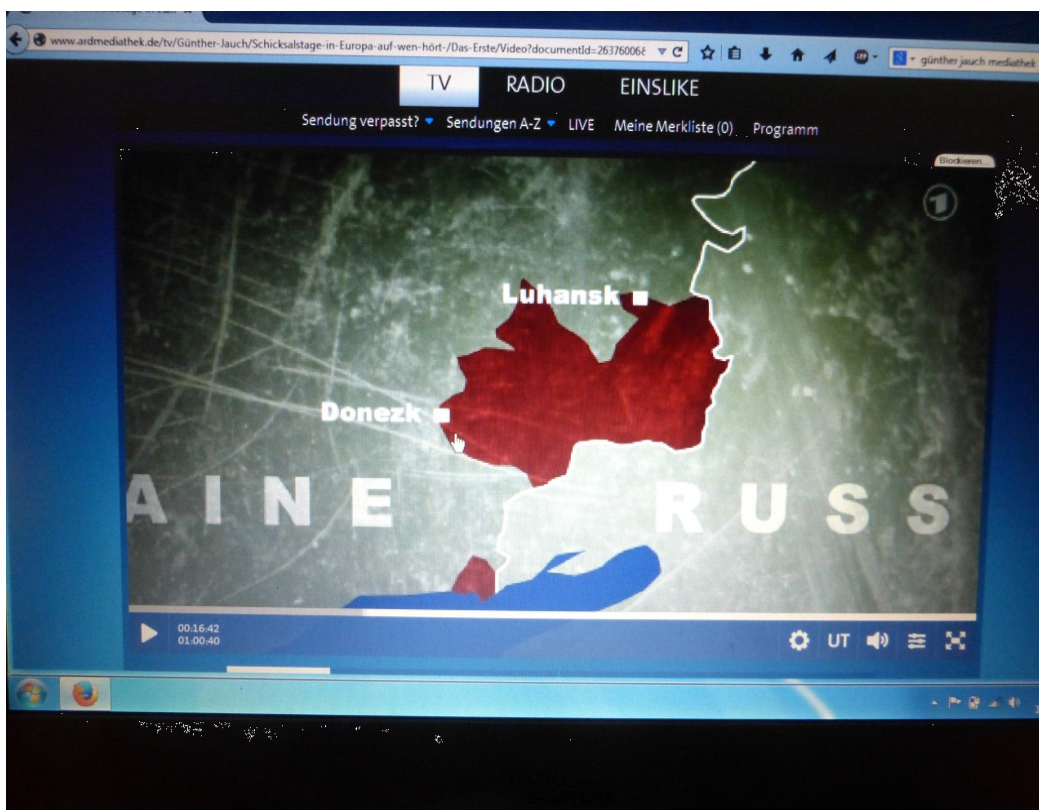 www.ardmediathek.de/tv/Günther-Jauch/Schicksalstage-in-Europa-auf-wen-hört-/Das-Erste/Video?documentId=26376006
günther jauch mediathek
TV RADIO EINSLIKE
Sendung verpasst? Sendungen A-Z LIVE Meine Merkliste (0) Programm
Blockieren...
1
Luhansk
Donezk
AINE RUSS
00:16:42
01:00:40
UT